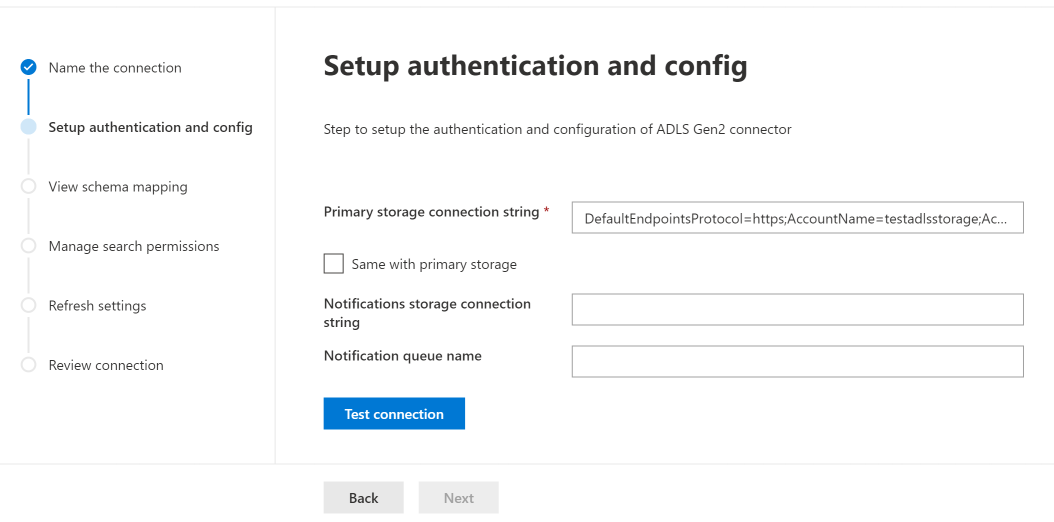 Name the connection
Setup authentication and config
View schema mapping
Manage search permissions
Refresh settings
Review connection
Setup authentication and config
Step to setup the authentication and configuration of ADLS Gen2 connector
Primary storage connection string *
DefaultEndpointsProtocol=https;AccountName=testadlsstorage;Ac...
Same with primary storage
Notifications storage connection
string
Notification queue name
Test connection
Back
Next